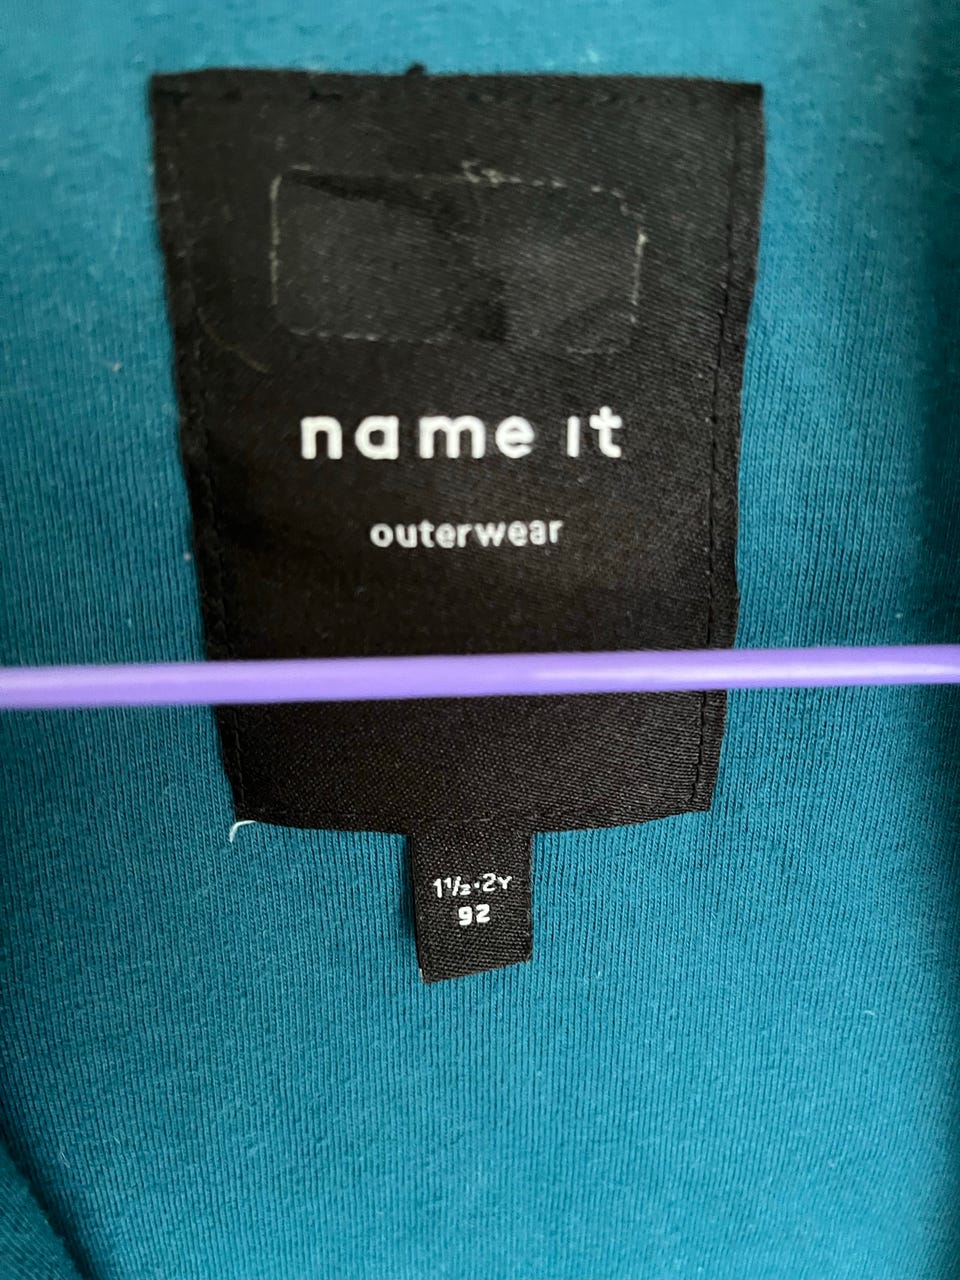 name it
outerwear
1½-2Y
92